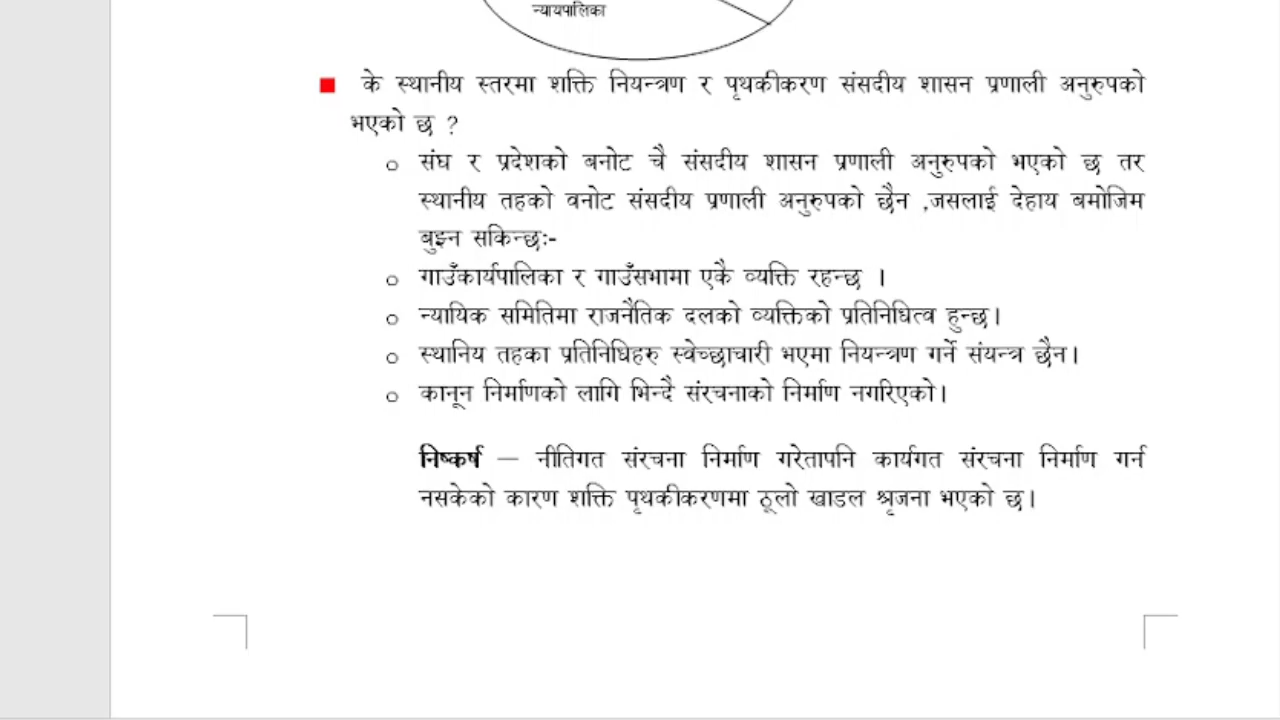 न्यायपालिका
के स्थानीय स्तरमा शक्ति नियन्त्रण र पृथकीकरण संसदीय शासन प्रणाली अनुरुपको
भएको छ ?
o संघ र प्रदेशको बनोट चै संसदीय शासन प्रणाली अनुरुपको भएको छ तर
स्थानीय तहको वनोट संसदीय प्रणाली अनुरुपको छैन ,जसलाई देहाय बमोजिम
बुझ्न सकिन्छः-
o गाउँकार्यपालिका र गाउँसभामा एकै व्यक्ति रहन्छ ।
o न्यायिक समितिमा राजनैतिक दलको व्यक्तिको प्रतिनिधित्व हुन्छ।
o स्थानिय तहका प्रतिनिधिहरु स्वेच्छाचारी भएमा नियन्त्रण गर्ने संयन्त्र छैन।
o कानून निर्माणको लागि भिन्दै संरचनाको निर्माण नगरिएको।
निष्कर्ष – नीतिगत संरचना निर्माण गरेतापनि कार्यगत संरचना निर्माण गर्न
नसकेको कारण शक्ति पृथकीकरणमा ठूलो खाडल श्रृजना भएको छ।